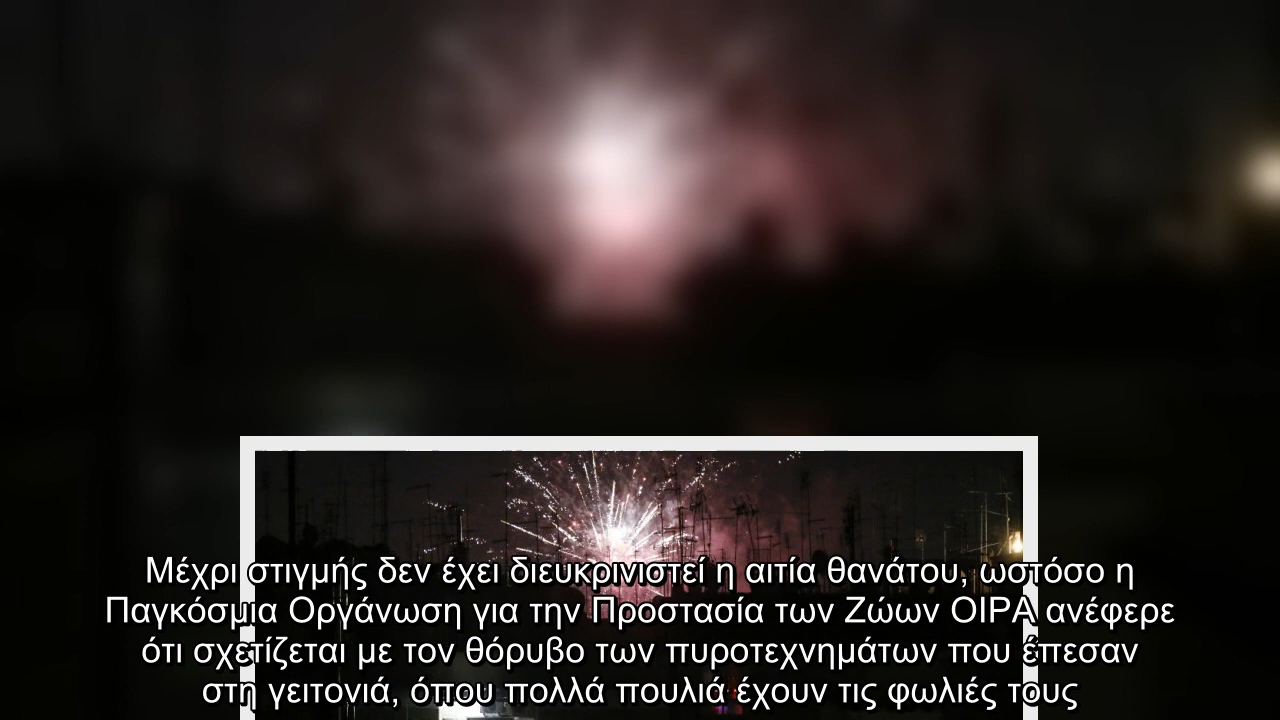 Μέχρι στιγμής δεν έχει διευκρινιστεί η αιτία θανάτου, ωστόσο η
Παγκόσμια Οργάνωση για την Προστασία των Ζώων OIPA ανέφερε
ότι σχετίζεται με τον θόρυβο των πυροτεχνημάτων που έπεσαν
στη γειτονιά, όπου πολλά πουλιά έχουν τις φωλιές τους